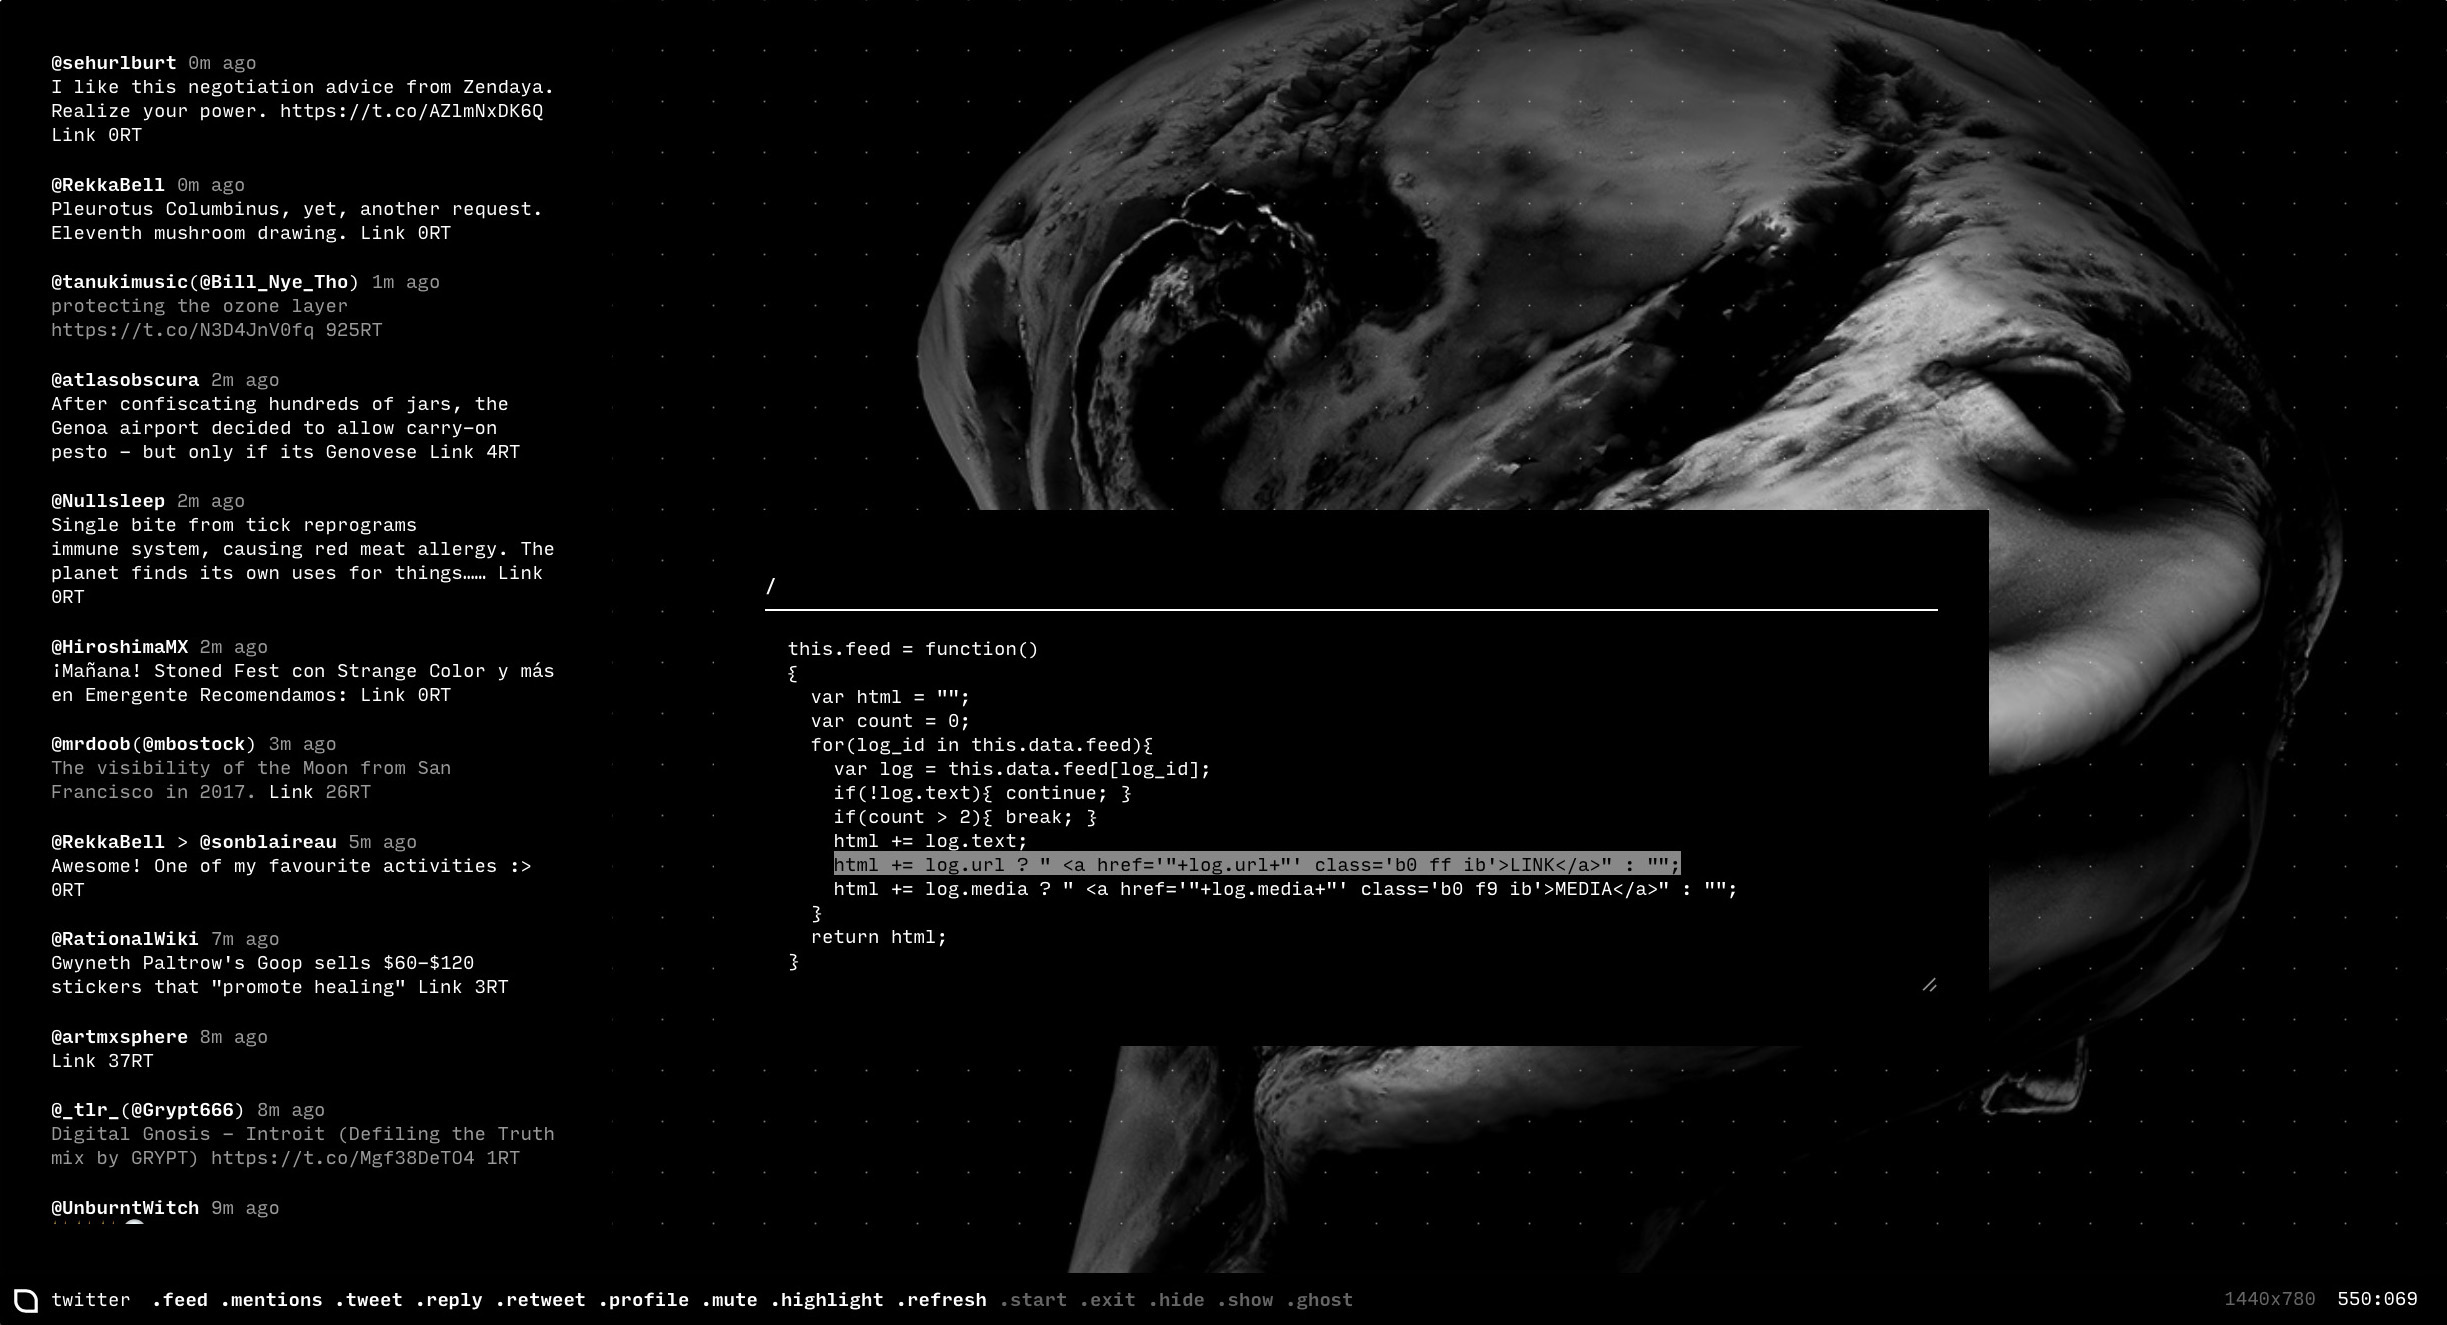 @sehurlburt 0m ago
I like this negotiation advice from Zendaya.
Realize your power. https://t.co/AZlmNxDK6Q
Link 0RT
@RekkaBell 0m ago
Pleurotus Columbinus, yet, another request.
Eleventh mushroom drawing. Link 0RT
@tanukimusic(@Bill_Nye_Tho) 1m ago
protecting the ozone layer
https://t.co/N3D4JnV0fq 925RT
@atlasobscura 2m ago
After confiscating hundreds of jars, the
Genoa airport decided to allow carry-on
pesto – but only if its Genovese Link 4RT
@Nullsleep 2m ago
Single bite from tick reprograms
immune system, causing red meat allergy. The
planet finds its own uses for things…… Link
0RT
@HiroshimaMX 2m ago
¡Mañana! Stoned Fest con Strange Color y más
en Emergente Recomendamos: Link 0RT
@mrdoob(@mbostock) 3m ago
The visibility of the Moon from San
Francisco in 2017. Link 26RT
@RekkaBell > @sonblaireau 5m ago
Awesome! One of my favourite activities :>
0RT
@RationalWiki 7m ago
Gwyneth Paltrow's Goop sells $60–$120
stickers that "promote healing" Link 3RT
@artmxsphere 8m ago
Link 37RT
@_tlr_(@Grypt666) 8m ago
Digital Gnosis – Introit (Defiling the Truth
mix by GRYPT) https://t.co/Mgf38DeTO4 1RT
@UnburntWitch 9m ago
/
this.feed = function()
{
var html = "";
var count = 0;
for(log_id in this.data.feed){
var log = this.data.feed[log_id];
if(!log.text){ continue; }
if(count > 2){ break; }
html += log.text;
html += log.url ? " <a href='"+log.url+"' class='b0 ff ib'>LINK</a>" : "";
html += log.media ? " <a href='"+log.media+"' class='b0 f9 ib'>MEDIA</a>" : "";
}
return html;
}
twitter .feed .mentions .tweet .reply .retweet .profile .mute .highlight .refresh .start .exit .hide .show .ghost
1440x780 550:069